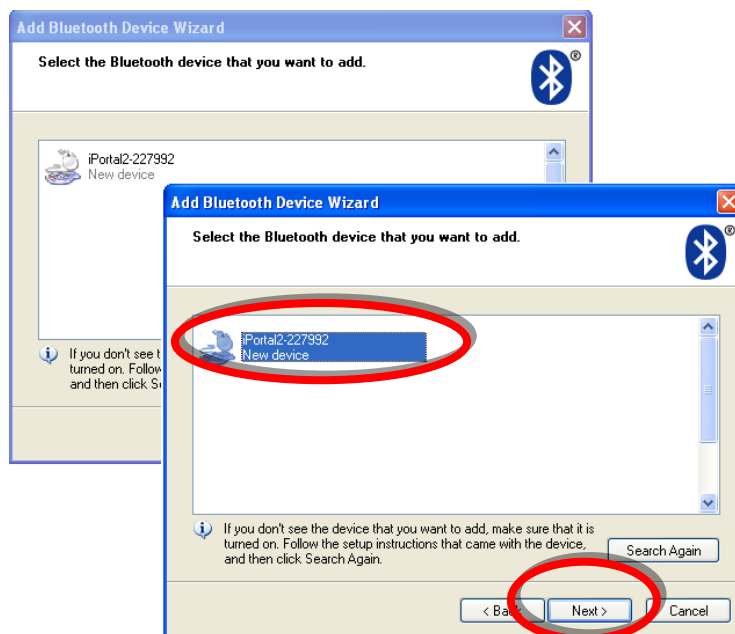 Add Bluetooth Device Wizard
Select the Bluetooth device that you want to add.
®
iPortal2-227992
New device
If you don't see t
turned on. Follow
and then click S
Add Bluetooth Device Wizard
Select the Bluetooth device that you want to add.
®
iPortal2-227992
New device
If you don't see the device that you want to add, make sure that it is
turned on. Follow the setup instructions that came with the device,
and then click Search Again.
Search Again
< Back
Next >
Cancel